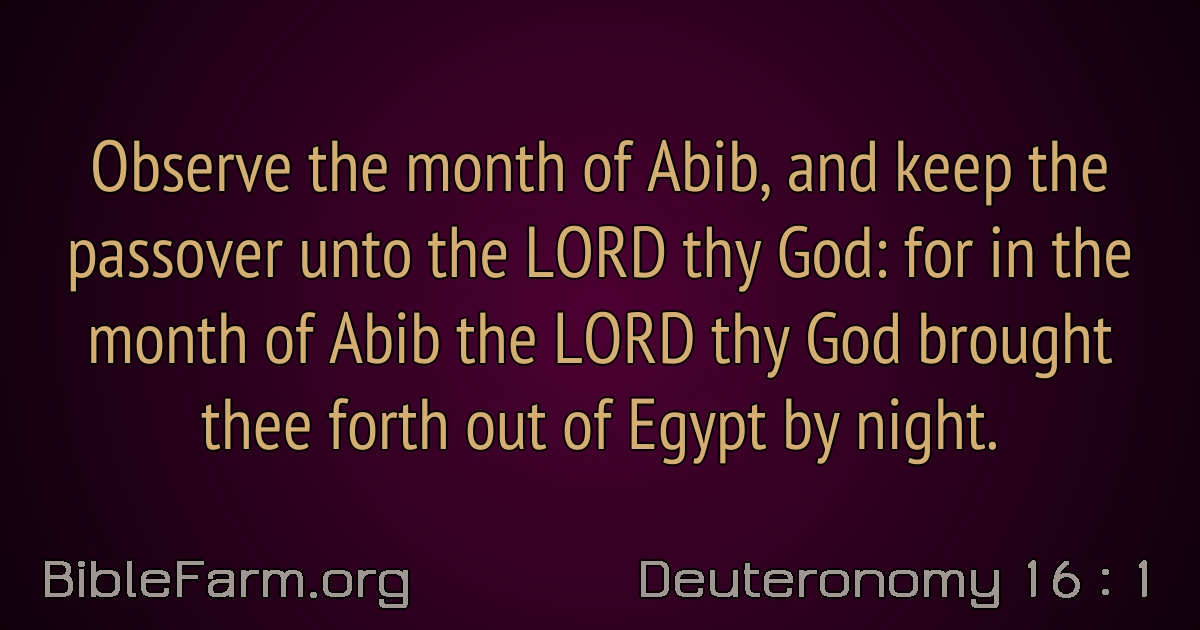 Observe the month of Abib, and keep the
passover unto the LORD thy God: for in the
month of Abib the LORD thy God brought
thee forth out of Egypt by night.
BibleFarm.org
Deuteronomy 16 : 1